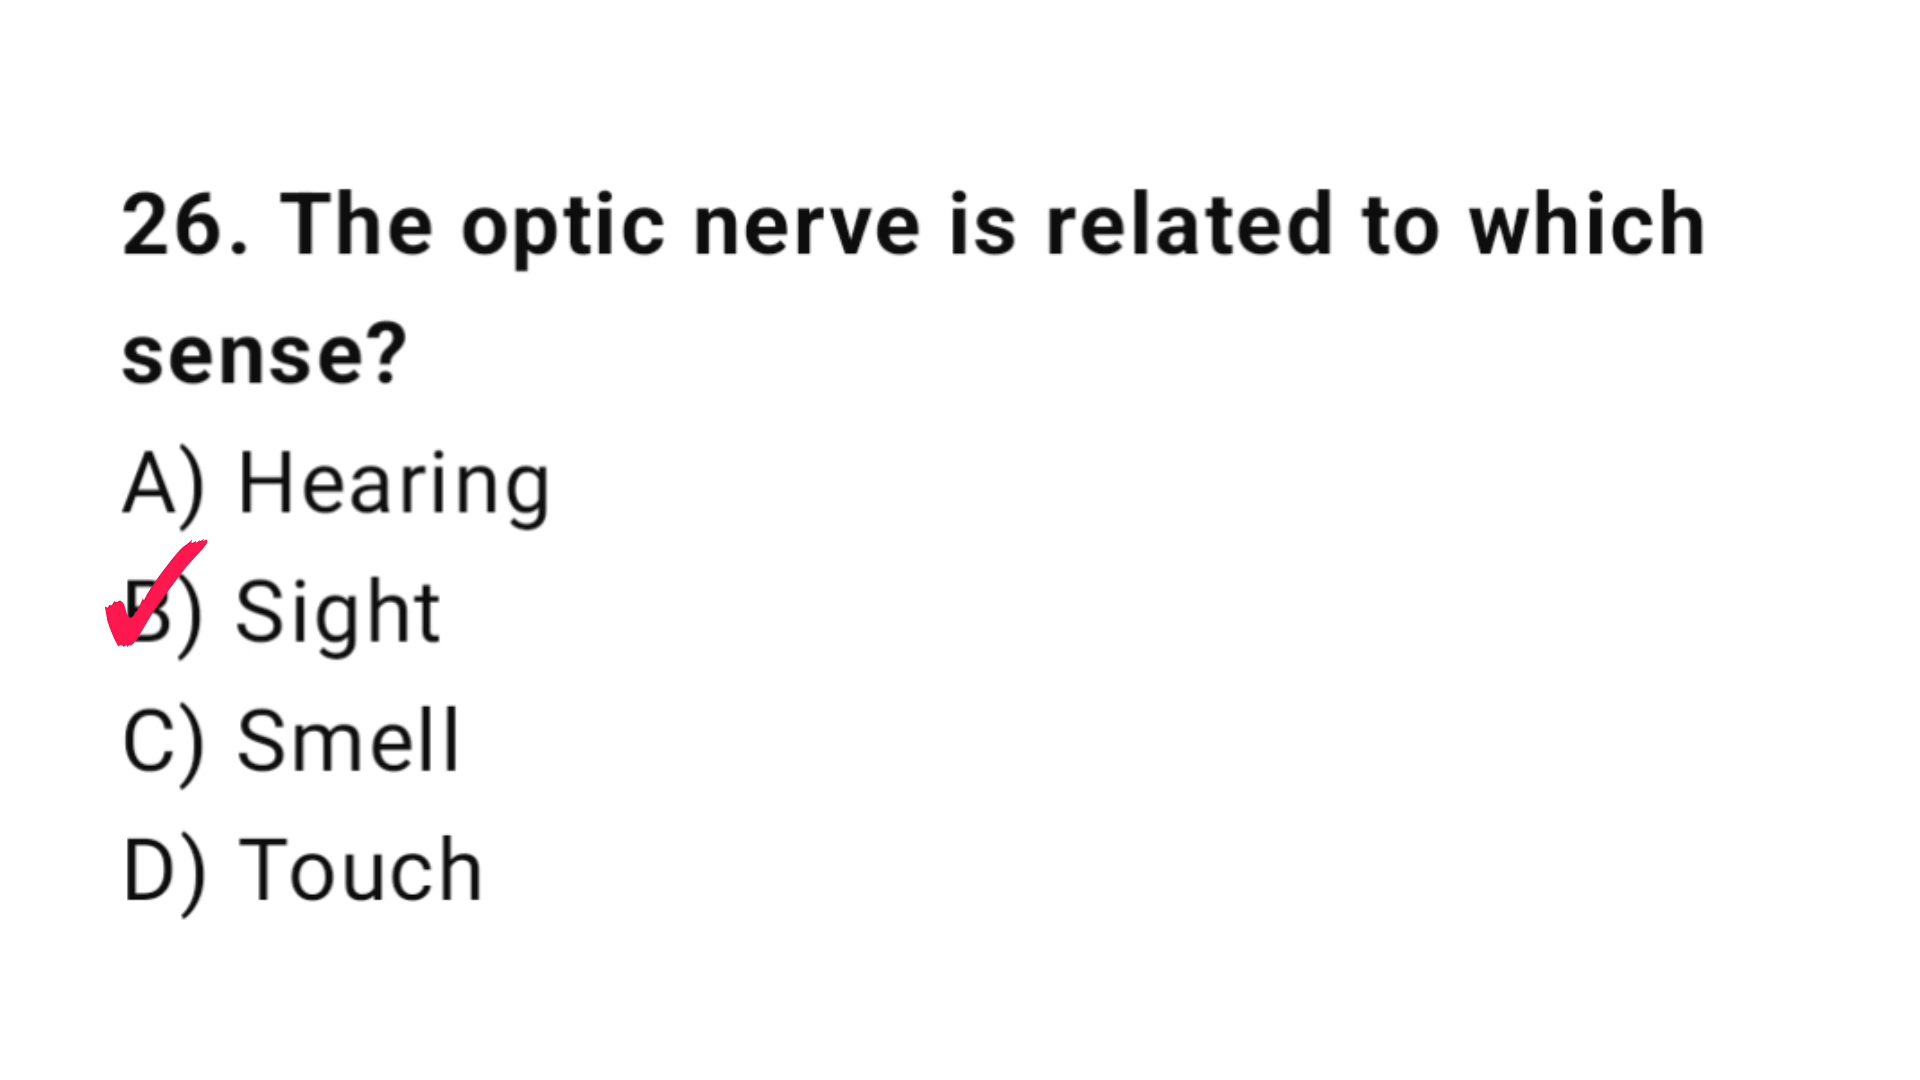 26. The optic nerve is related to which
sense?
A) Hearing
B) Sight
C) Smell
D) Touch